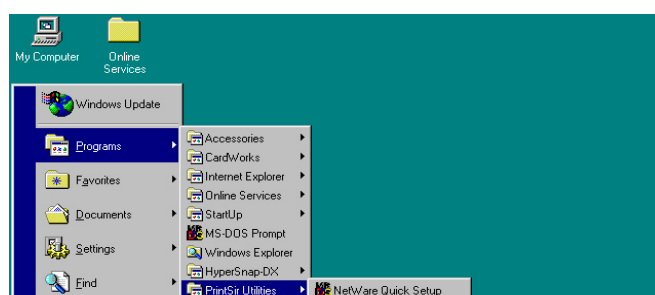 My Computer
Online
Services
Windows Update
Programs
Favorites
Documents
Settings
Find
Accessories
CardWorks
Internet Explorer
Online Services
StartUp
MS-DOS Prompt
Windows Explorer
HyperSnap-DX
PrintSir Utilities
NetWare Quick Setup